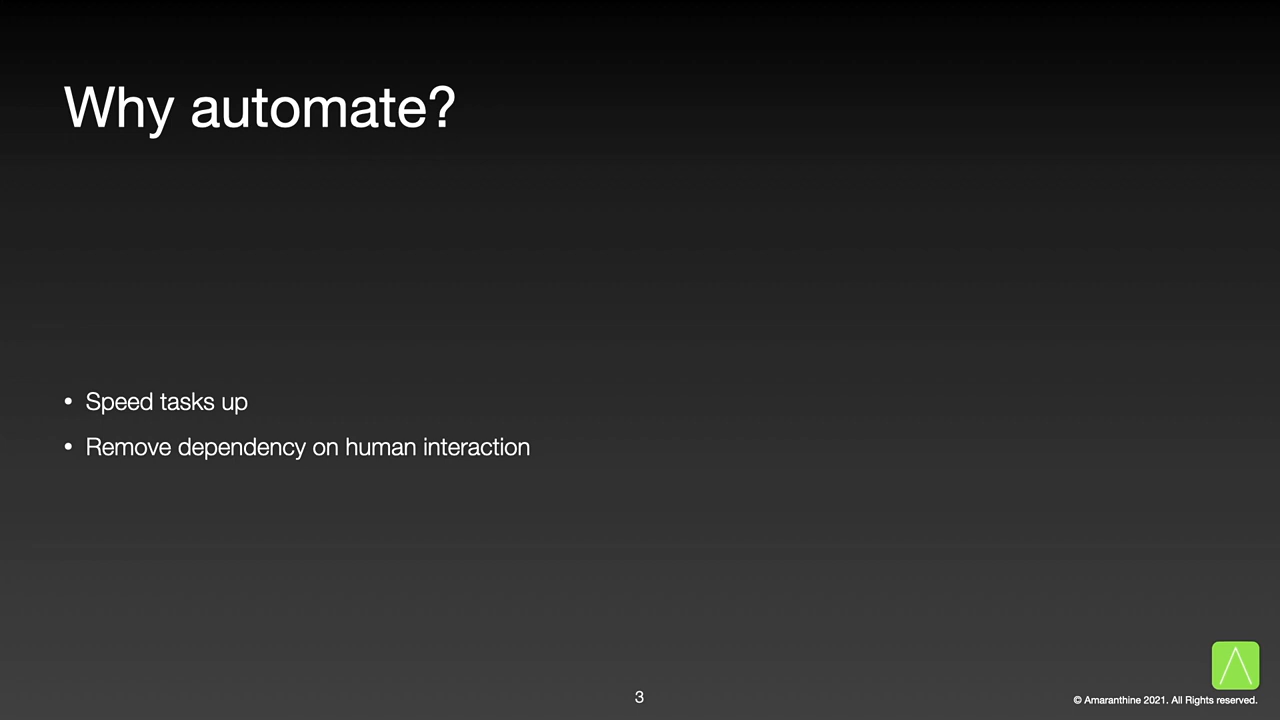 Why automate?
• Speed tasks up
• Remove dependency on human interaction
3
© Amaranthine 2021. All Rights reserved.